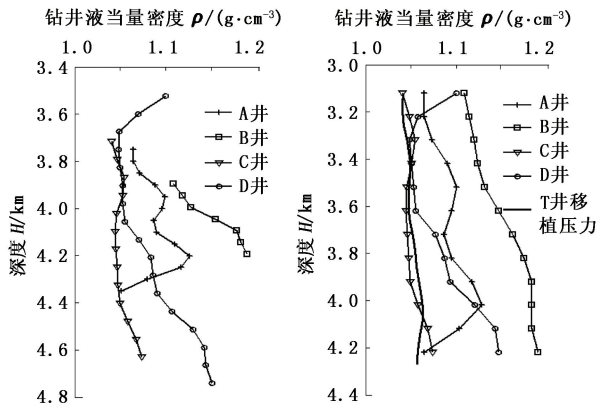 钻井液当量密度 ρ/(g·cm⁻³)
1.0 1.1 1.2
3.4
3.6
3.8
4.0
4.2
4.4
4.6
4.8
深度 H/km
A井
B井
C井
D井
钻井液当量密度 ρ/(g·cm⁻³)
1.0 1.1 1.2
3.0
3.2
3.4
3.6
3.8
4.0
4.2
4.4
深度 H/km
A井
B井
C井
D井
T井移
植压力